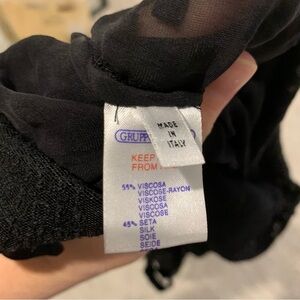 MADE
IN
ITALY
GRUPP
KEEP
FROM
55% VISCOSA
VISCOSE-RAYON
VISKOSE
VISCOSA
VISCOSE
45% SETA
SILK
SOIE
SEIDE